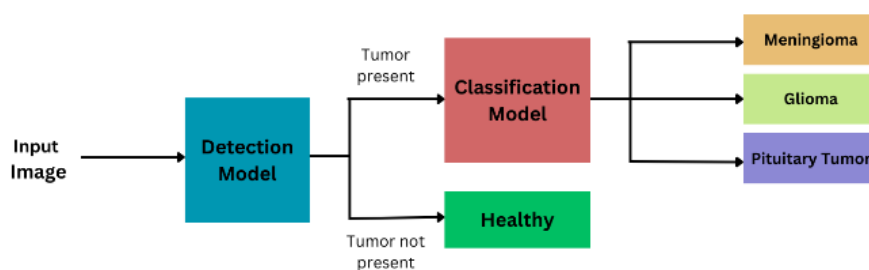 Input
Image
Detection
Model
Tumor
present
Tumor not
present
Classification
Model
Healthy
Meningioma
Glioma
Pituitary Tumor